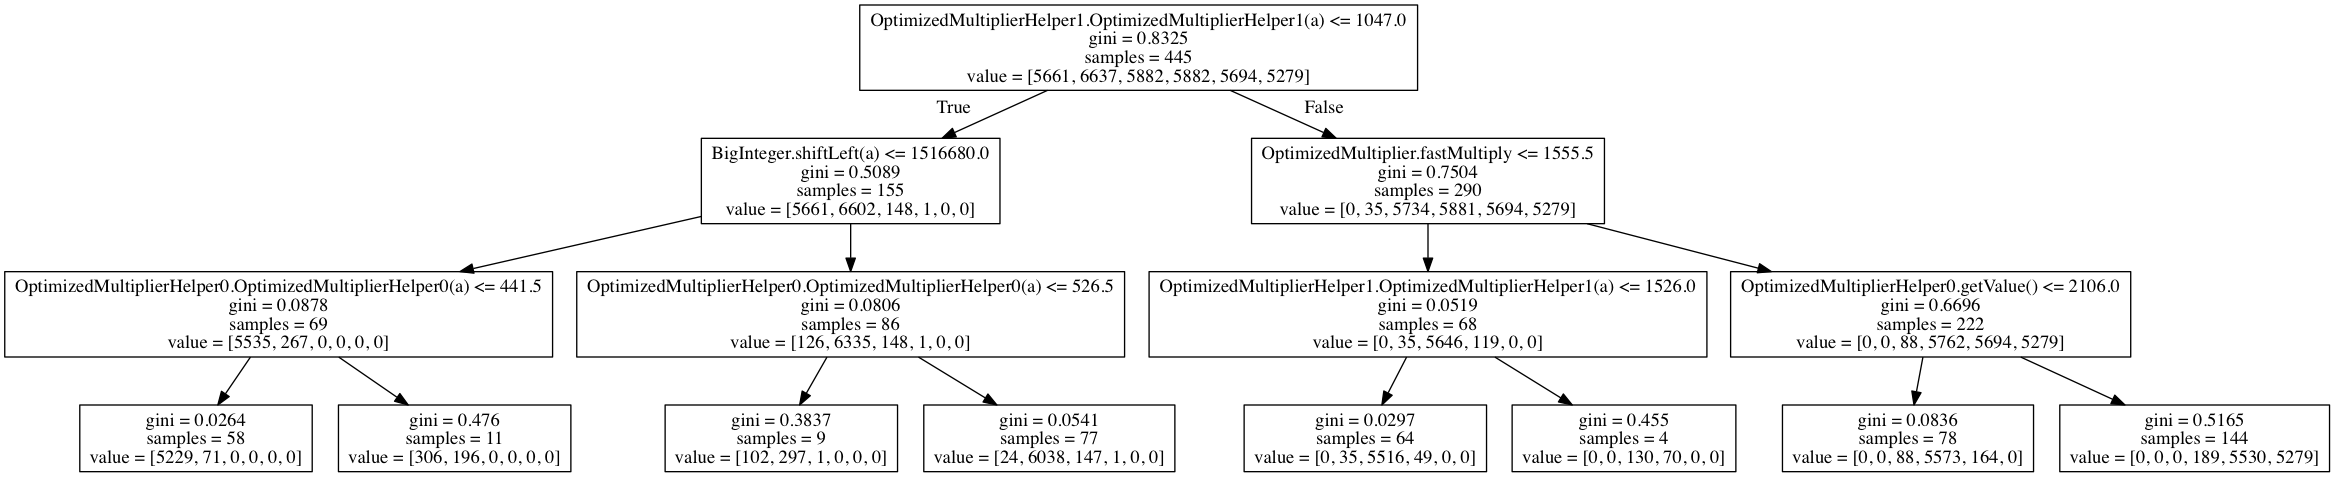 OptimizedMultiplierHelper1.OptimizedMultiplierHelper1(a) <= 1047.0
gini = 0.8325
samples = 445
value = [5661, 6637, 5882, 5882, 5694, 5279]
True
False
BigInteger.shiftLeft(a) <= 1516680.0
gini = 0.5089
samples = 155
value = [5661, 6602, 148, 1, 0, 0]
OptimizedMultiplier.fastMultiply <= 1555.5
gini = 0.7504
samples = 290
value = [0, 35, 5734, 5881, 5694, 5279]
OptimizedMultiplierHelper0.OptimizedMultiplierHelper0(a) <= 441.5
gini = 0.0878
samples = 69
value = [5535, 267, 0, 0, 0, 0]
OptimizedMultiplierHelper0.OptimizedMultiplierHelper0(a) <= 526.5
gini = 0.0806
samples = 86
value = [126, 6335, 148, 1, 0, 0]
OptimizedMultiplierHelper1.OptimizedMultiplierHelper1(a) <= 1526.0
gini = 0.0519
samples = 68
value = [0, 35, 5646, 119, 0, 0]
OptimizedMultiplierHelper0.getValue() <= 2106.0
gini = 0.6696
samples = 222
value = [0, 0, 88, 5762, 5694, 5279]
gini = 0.0264
samples = 58
value = [5229, 71, 0, 0, 0, 0]
gini = 0.476
samples = 11
value = [306, 196, 0, 0, 0, 0]
gini = 0.3837
samples = 9
value = [102, 297, 1, 0, 0, 0]
gini = 0.0541
samples = 77
value = [24, 6038, 147, 1, 0, 0]
gini = 0.0297
samples = 64
value = [0, 35, 5516, 49, 0, 0]
gini = 0.455
samples = 4
value = [0, 0, 130, 70, 0, 0]
gini = 0.0836
samples = 78
value = [0, 0, 88, 5573, 164, 0]
gini = 0.5165
samples = 144
value = [0, 0, 0, 189, 5530, 5279]